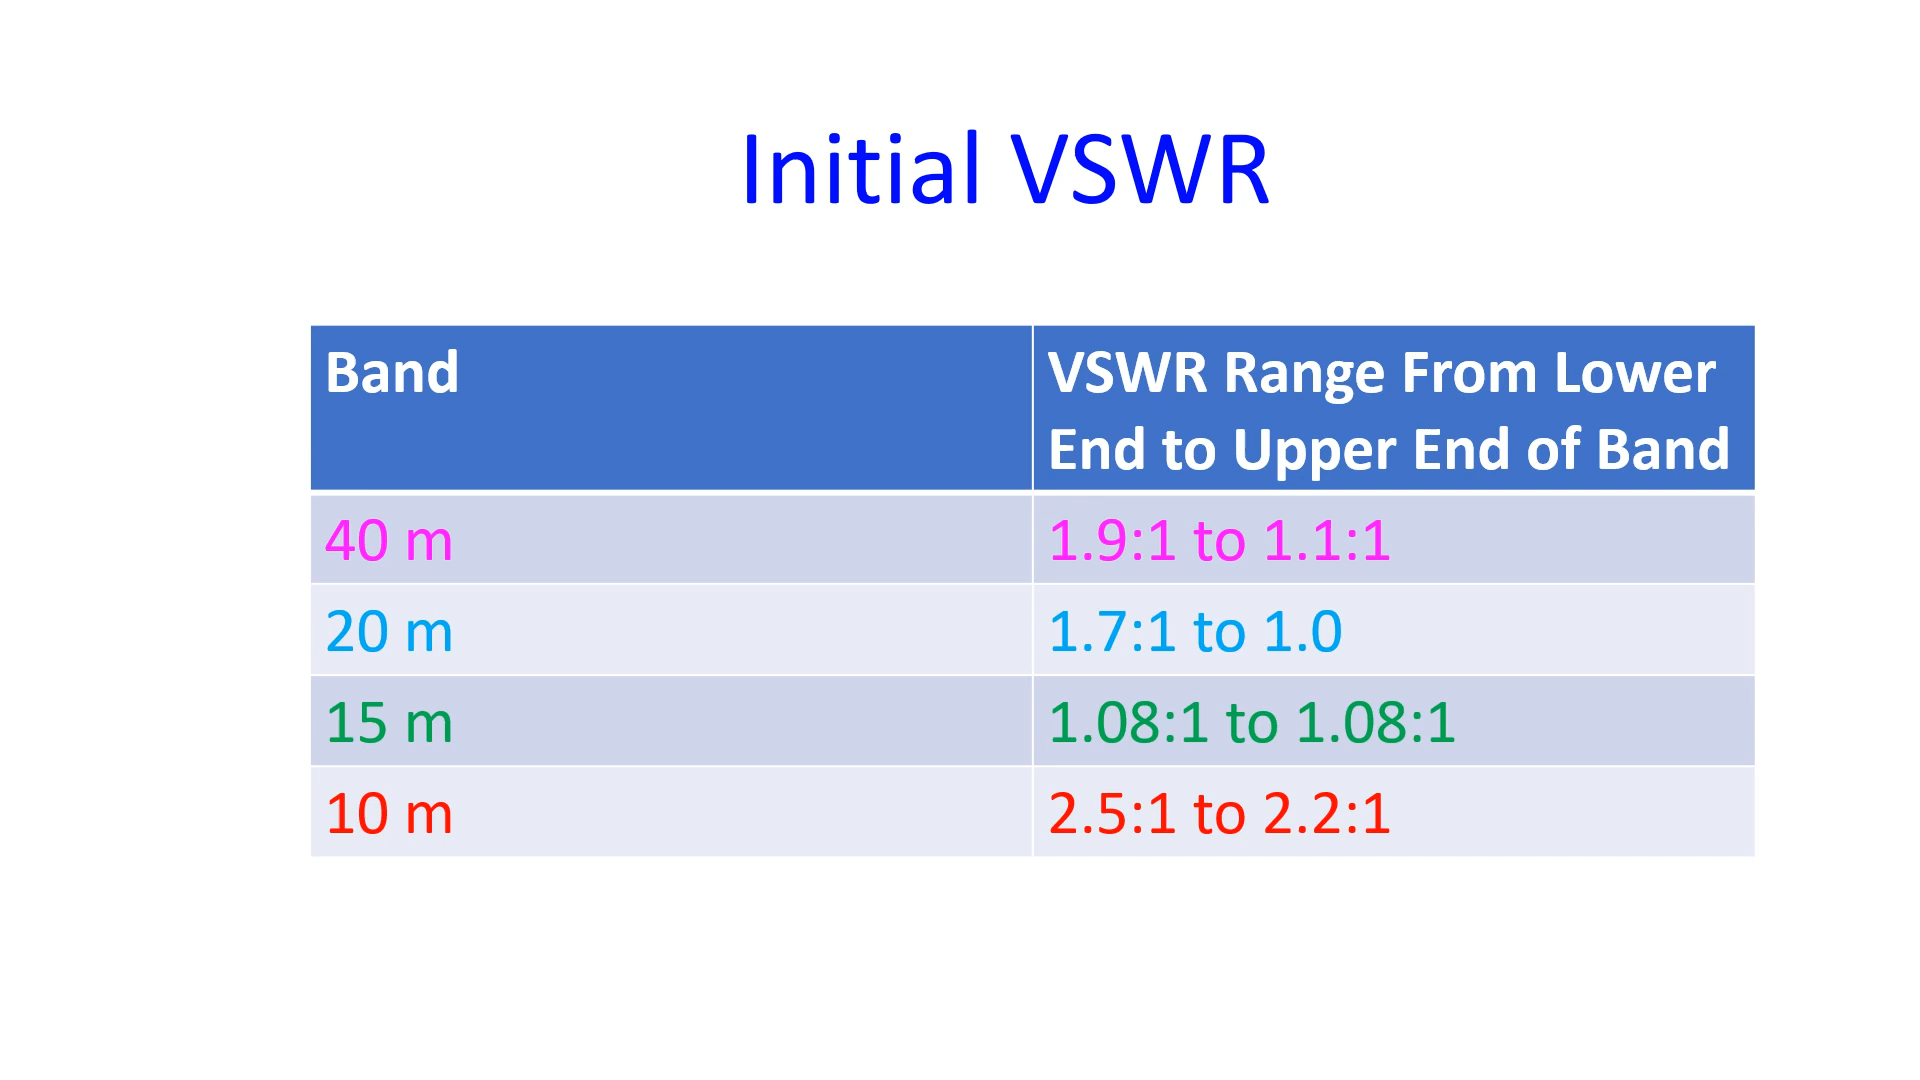 Initial VSWR
Band
VSWR Range From Lower
End to Upper End of Band
40 m
1.9:1 to 1.1:1
20 m
1.7:1 to 1.0
15 m
1.08:1 to 1.08:1
10 m
2.5:1 to 2.2:1